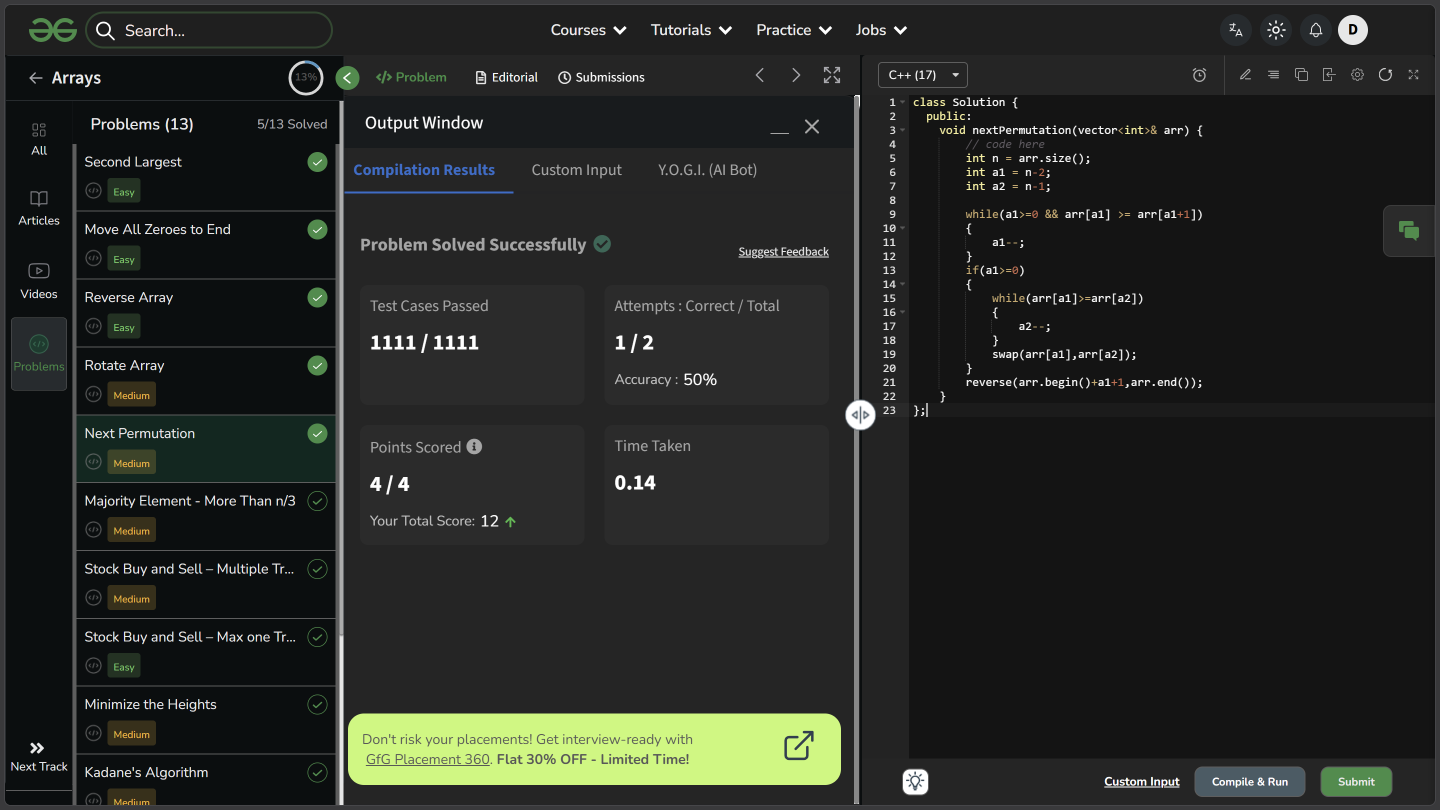 Search...
Courses
Tutorials
Practice
Jobs
D
Arrays
13%
All
Articles
Videos
Problems
Next Track
Problems (13)
5/13 Solved
Second Largest
Easy
Move All Zeroes to End
Easy
Reverse Array
Easy
Rotate Array
Medium
Next Permutation
Medium
Majority Element - More Than n/3
Medium
Stock Buy and Sell – Multiple Tr...
Medium
Stock Buy and Sell – Max one Tr...
Easy
Minimize the Heights
Medium
Kadane's Algorithm
Medium
</> Problem
Editorial
Submissions
Output Window
Compilation Results
Custom Input
Y.O.G.I. (AI Bot)
Problem Solved Successfully
Suggest Feedback
Test Cases Passed
1111 / 1111
Attempts : Correct / Total
1 / 2
Accuracy : 50%
Points Scored
4 / 4
Your Total Score: 12
Time Taken
0.14
Don't risk your placements! Get interview-ready with
GfG Placement 360. Flat 30% OFF - Limited Time!
C++ (17)
1 class Solution {
2 public:
3 void nextPermutation(vector<int>& arr) {
4 // code here
5 int n = arr.size();
6 int a1 = n-2;
7 int a2 = n-1;
8
9 while(a1>=0 && arr[a1] >= arr[a1+1])
10 {
11 a1--;
12 }
13 if(a1>=0)
14 {
15 while(arr[a1]>=arr[a2])
16 {
17 a2--;
18 }
19 swap(arr[a1],arr[a2]);
20 }
21 reverse(arr.begin()+a1+1,arr.end());
22 }
23 };
Custom Input
Compile & Run
Submit